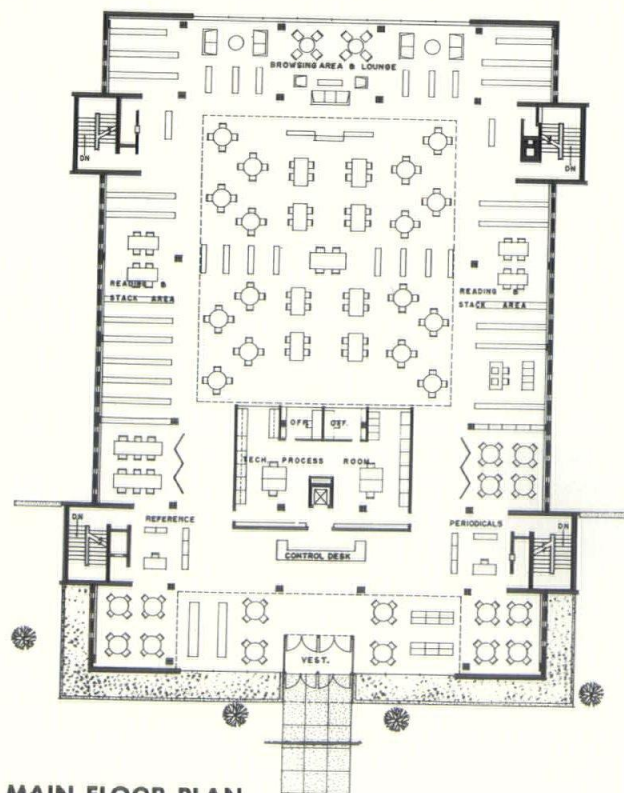 BROWSING AREA & LOUNGE
DN
DN
READING &
STACK AREA
READING &
STACK AREA
OFF.
OFF.
TECH. PROCESS ROOM
REFERENCE
PERIODICALS
DN
DN
CONTROL DESK
VEST.
MAIN FLOOR PLAN